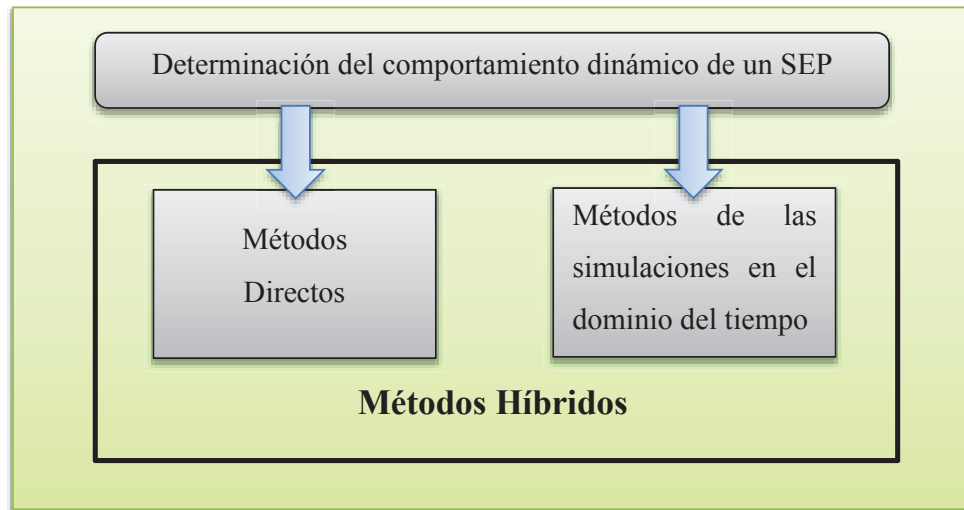 Determinación del comportamiento dinámico de un SEP
Métodos
Directos
Métodos de las
simulaciones en el
dominio del tiempo
Métodos Híbridos